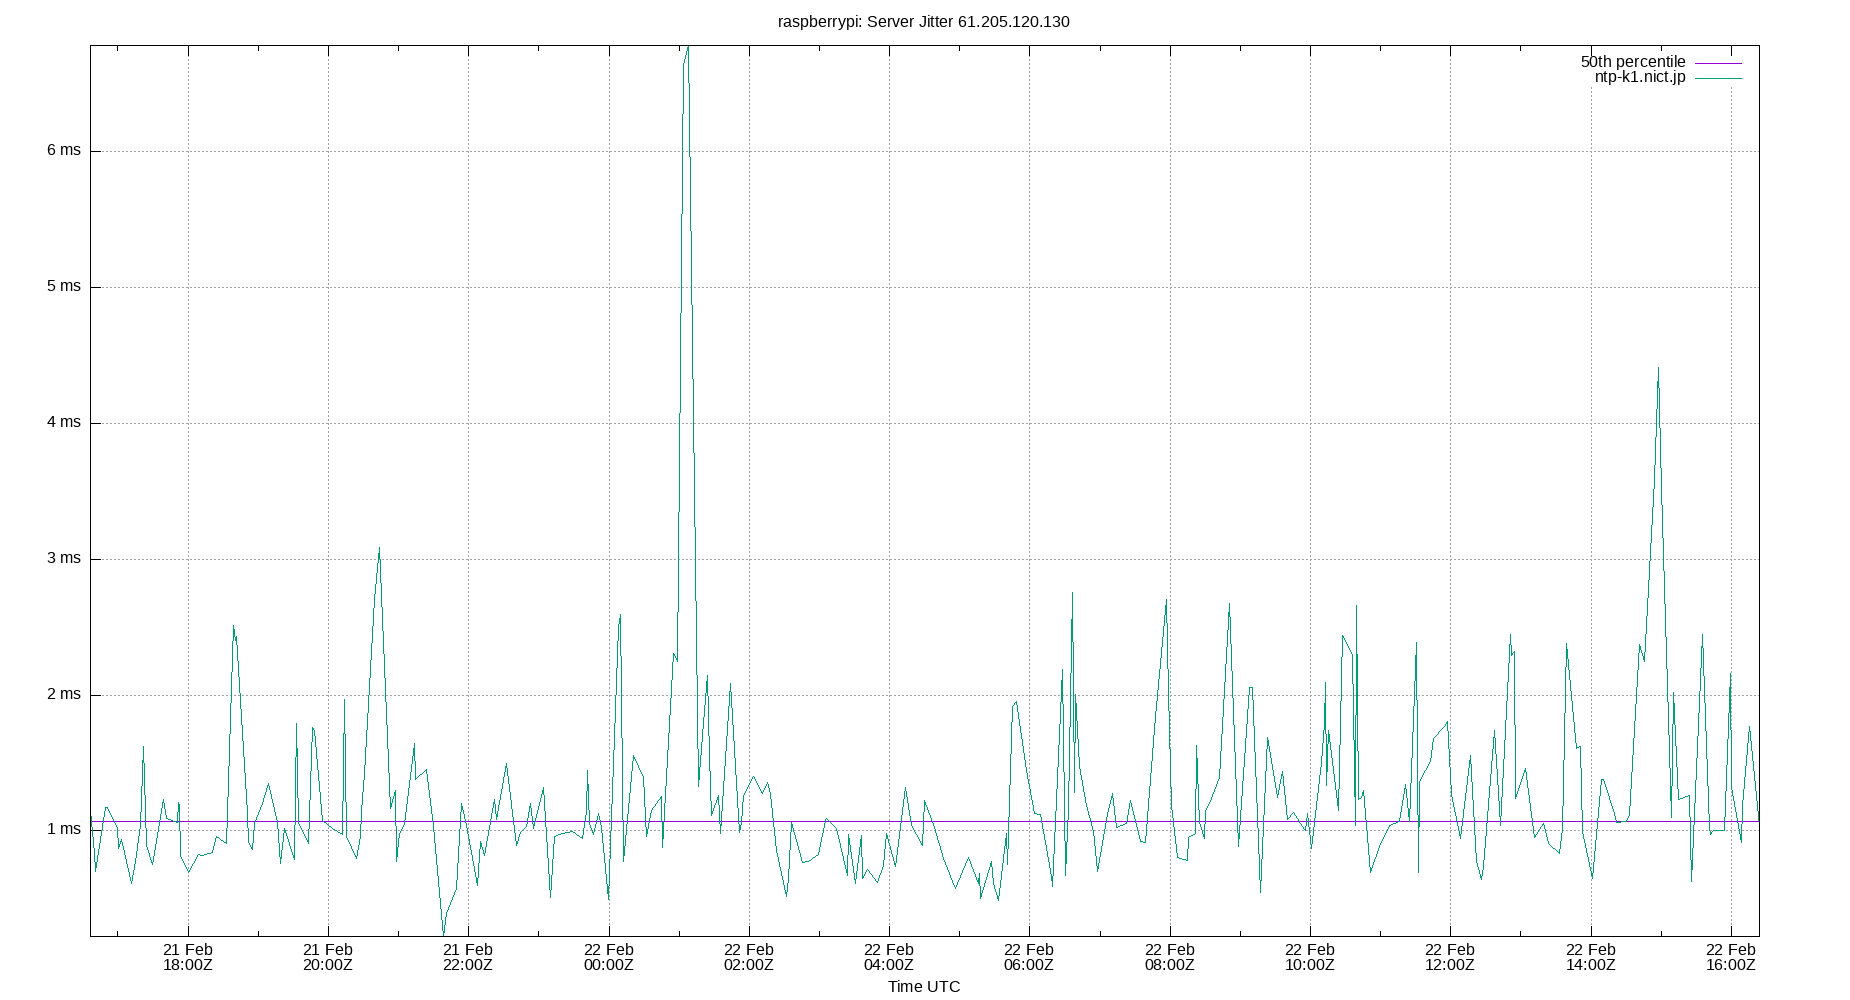 raspberrypi: Server Jitter 61.205.120.130
50th percentile
ntp-k1.nict.jp
6 ms
5 ms
4 ms
3 ms
2 ms
1 ms
21 Feb 21 Feb 21 Feb 22 Feb 22 Feb 22 Feb 22 Feb 22 Feb 22 Feb 22 Feb 22 Feb 22 Feb
18:00Z 20:00Z 22:00Z 00:00Z 02:00Z 04:00Z 06:00Z 08:00Z 10:00Z 12:00Z 14:00Z 16:00Z
Time UTC